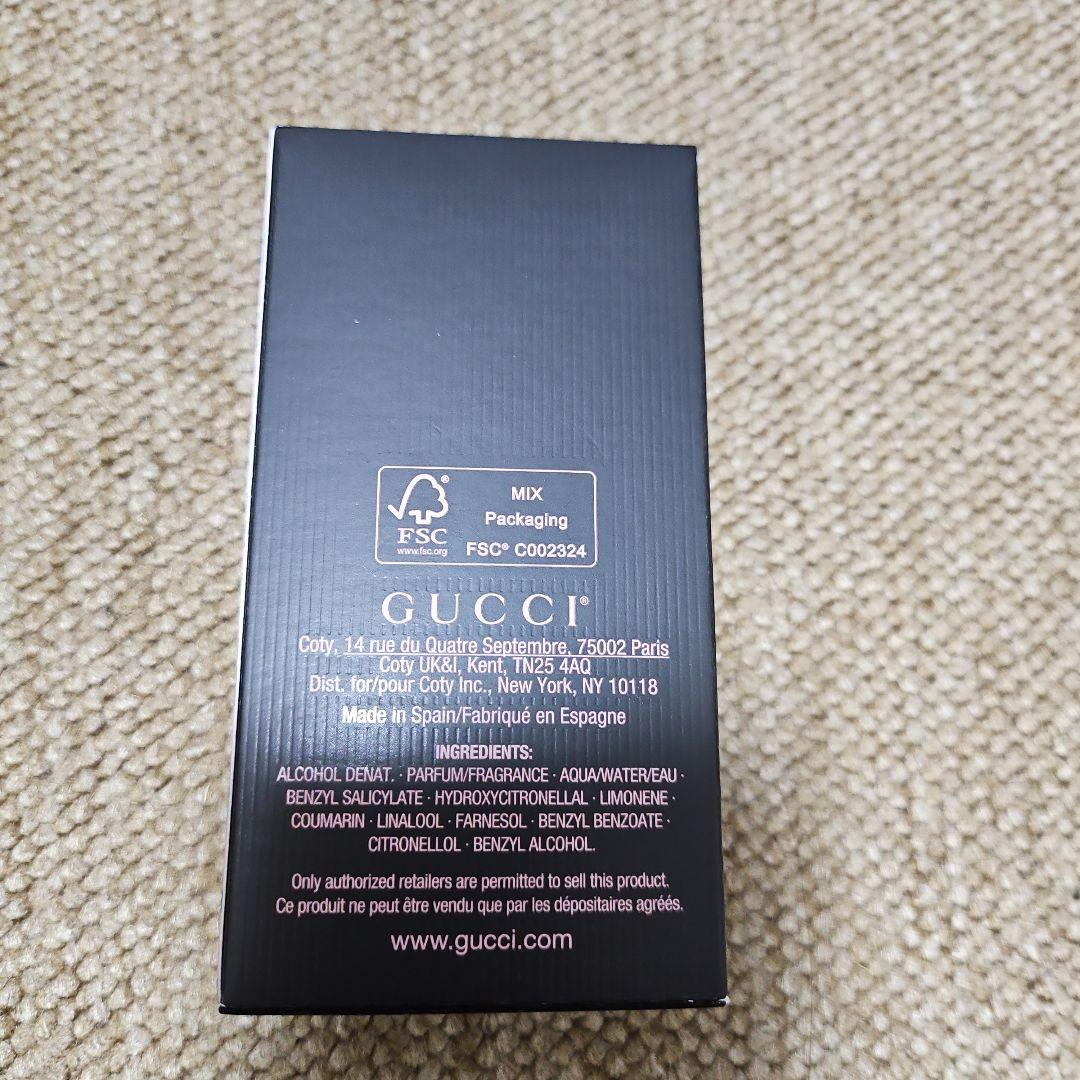 MIX
Packaging
FSC® C002324
FSC®
www.fsc.org
GUCCI®
Coty, 14 rue du Quatre Septembre, 75002 Paris
Coty UK&I, Kent, TN25 4AQ
Dist. for/pour Coty Inc., New York, NY 10118
Made in Spain/Fabriqué en Espagne
INGREDIENTS:
ALCOHOL DENAT. · PARFUM/FRAGRANCE · AQUA/WATER/EAU ·
BENZYL SALICYLATE · HYDROXYCITRONELLAL · LIMONENE ·
COUMARIN · LINALOOL · FARNESOL · BENZYL BENZOATE ·
CITRONELLOL · BENZYL ALCOHOL.
Only authorized retailers are permitted to sell this product.
Ce produit ne peut être vendu que par les dépositaires agréés.
www.gucci.com